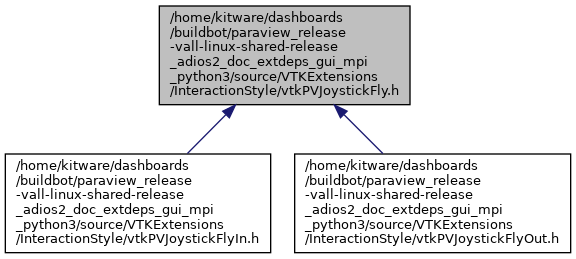 /home/kitware/dashboards
/buildbot/paraview_release
-vall-linux-shared-release
_adios2_doc_extdeps_gui_mpi
_python3/source/VTKExtensions
/InteractionStyle/vtkPVJoystickFly.h
/home/kitware/dashboards
/buildbot/paraview_release
-vall-linux-shared-release
_adios2_doc_extdeps_gui_mpi
_python3/source/VTKExtensions
/InteractionStyle/vtkPVJoystickFlyIn.h
/home/kitware/dashboards
/buildbot/paraview_release
-vall-linux-shared-release
_adios2_doc_extdeps_gui_mpi
_python3/source/VTKExtensions
/InteractionStyle/vtkPVJoystickFlyOut.h